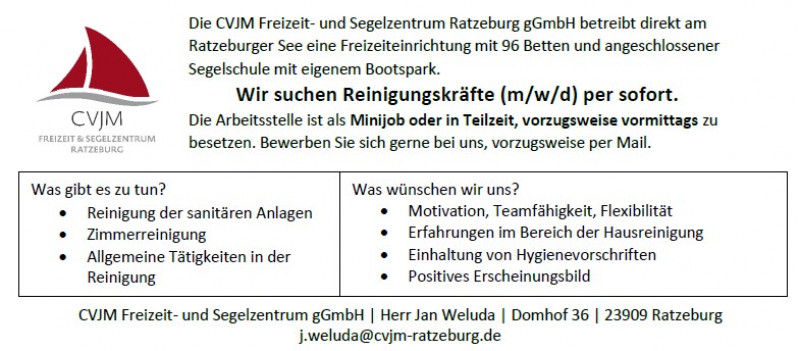 Die CVJM Freizeit- und Segelzentrum Ratzeburg gGmbH betreibt direkt am
Ratzeburger See eine Freizeiteinrichtung mit 96 Betten und angeschlossener
Segelschule mit eigenem Bootspark.
Wir suchen Reinigungskräfte (m/w/d) per sofort.
Die Arbeitsstelle ist als Minijob oder in Teilzeit, vorzugsweise vormittags zu
besetzen. Bewerben Sie sich gerne bei uns, vorzugsweise per Mail.
CVJM
FREIZEIT & SEGELZENTRUM
RATZEBURG
Was gibt es zu tun?
• Reinigung der sanitären Anlagen
• Zimmerreinigung
• Allgemeine Tätigkeiten in der
Reinigung
Was wünschen wir uns?
• Motivation, Teamfähigkeit, Flexibilität
• Erfahrungen im Bereich der Hausreinigung
• Einhaltung von Hygienevorschriften
• Positives Erscheinungsbild
CVJM Freizeit- und Segelzentrum gGmbH | Herr Jan Weluda | Domhof 36 | 23909 Ratzeburg
j.weluda@cvjm-ratzeburg.de